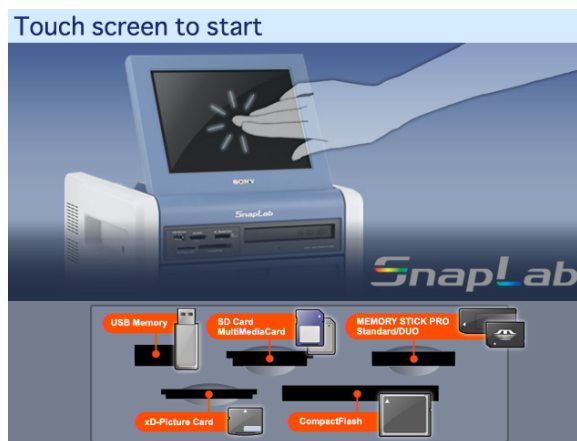 Touch screen to start
SONY
SnapLab
SnapLab
USB Memory
SD Card
MultiMediaCard
MEMORY STICK PRO
Standard/DUO
xD-Picture Card
CompactFlash